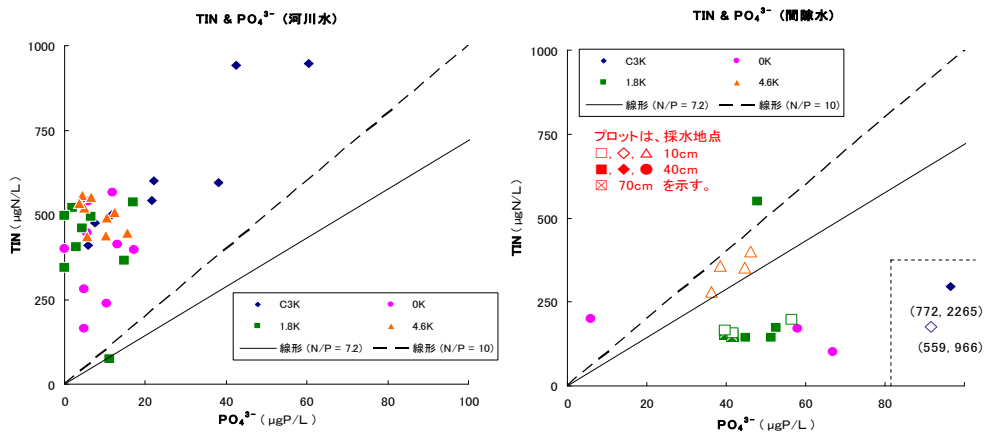 TIN & PO₄³⁻ (河川水)
1000
750
500
250
0
TIN (μgN/L)
0
20
40
60
80
100
PO₄³⁻ (μgP/L)
C3K
0K
1.8K
4.6K
線形 (N/P = 7.2)
線形 (N/P = 10)
TIN & PO₄³⁻ (間隙水)
1000
750
500
250
0
TIN (μgN/L)
0
20
40
60
80
PO₄³⁻ (μgP/L)
C3K
0K
1.8K
4.6K
線形 (N/P = 7.2)
線形 (N/P = 10)
プロットは、採水地点
□, ◇, △ 10cm
■, ◆, ● 40cm
⊠ 70cm を示す。
(772, 2265)
(559, 966)